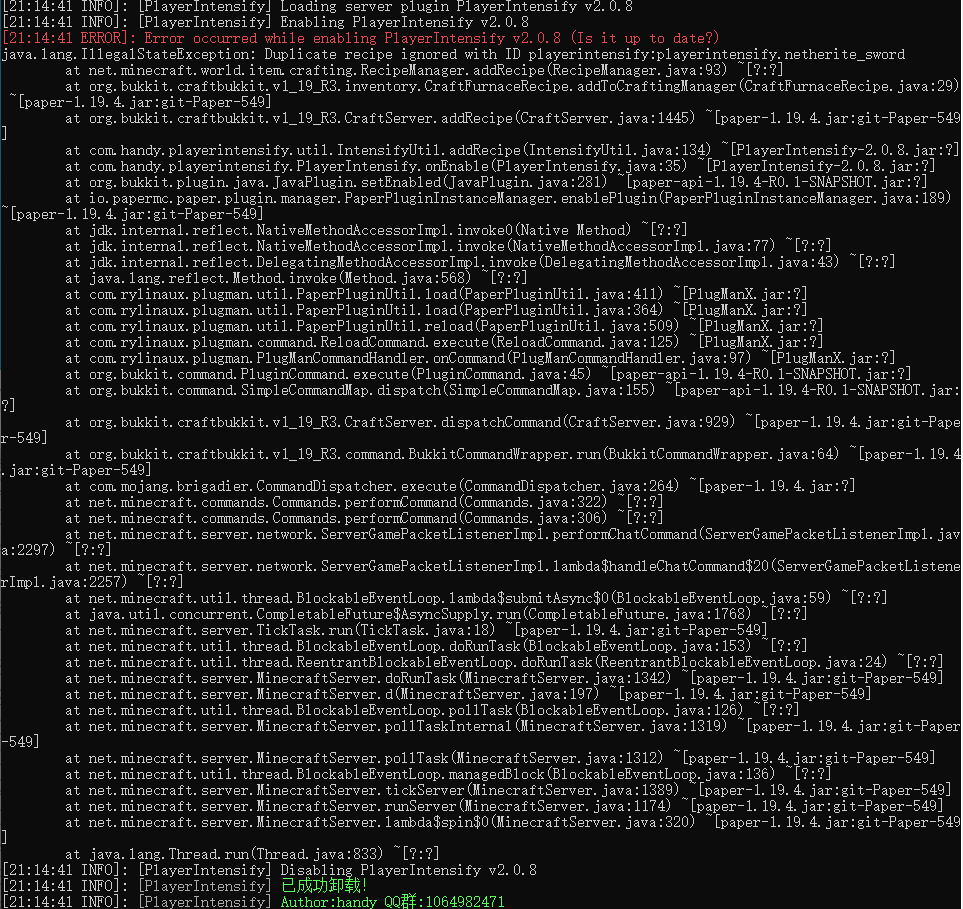 [21:14:41 INFO]: [PlayerIntensify] Loading server plugin PlayerIntensify v2.0.8
[21:14:41 INFO]: [PlayerIntensify] Enabling PlayerIntensify v2.0.8
[21:14:41 ERROR]: Error occurred while enabling PlayerIntensify v2.0.8 (Is it up to date?)
java.lang.IllegalStateException: Duplicate recipe ignored with ID playerintensify:playerintensify.netherite_sword
at net.minecraft.world.item.crafting.RecipeManager.addRecipe(RecipeManager.java:93) ~[?:?]
at org.bukkit.craftbukkit.v1_19_R3.inventory.CraftFurnaceRecipe.addToCraftingManager(CraftFurnaceRecipe.java:29)
~[paper-1.19.4.jar:git-Paper-549]
at org.bukkit.craftbukkit.v1_19_R3.CraftServer.addRecipe(CraftServer.java:1445) ~[paper-1.19.4.jar:git-Paper-549
]
at com.handy.playerintensify.util.IntensifyUtil.addRecipe(IntensifyUtil.java:134) ~[PlayerIntensify-2.0.8.jar:?]
at com.handy.playerintensify.PlayerIntensify.onEnable(PlayerIntensify.java:35) ~[PlayerIntensify-2.0.8.jar:?]
at org.bukkit.plugin.java.JavaPlugin.setEnabled(JavaPlugin.java:281) ~[paper-api-1.19.4-R0.1-SNAPSHOT.jar:?]
at io.papermc.paper.plugin.manager.PaperPluginInstanceManager.enablePlugin(PaperPluginInstanceManager.java:189)
~[paper-1.19.4.jar:git-Paper-549]
at jdk.internal.reflect.NativeMethodAccessorImpl.invoke0(Native Method) ~[?:?]
at jdk.internal.reflect.NativeMethodAccessorImpl.invoke(NativeMethodAccessorImpl.java:77) ~[?:?]
at jdk.internal.reflect.DelegatingMethodAccessorImpl.invoke(DelegatingMethodAccessorImpl.java:43) ~[?:?]
at java.lang.reflect.Method.invoke(Method.java:568) ~[?:?]
at com.rylinaux.plugman.util.PaperPluginUtil.load(PaperPluginUtil.java:411) ~[PlugManX.jar:?]
at com.rylinaux.plugman.util.PaperPluginUtil.load(PaperPluginUtil.java:364) ~[PlugManX.jar:?]
at com.rylinaux.plugman.util.PaperPluginUtil.reload(PaperPluginUtil.java:509) ~[PlugManX.jar:?]
at com.rylinaux.plugman.command.ReloadCommand.execute(ReloadCommand.java:125) ~[PlugManX.jar:?]
at com.rylinaux.plugman.PlugManCommandHandler.onCommand(PlugManCommandHandler.java:97) ~[PlugManX.jar:?]
at org.bukkit.command.PluginCommand.execute(PluginCommand.java:45) ~[paper-api-1.19.4-R0.1-SNAPSHOT.jar:?]
at org.bukkit.command.SimpleCommandMap.dispatch(SimpleCommandMap.java:155) ~[paper-api-1.19.4-R0.1-SNAPSHOT.jar:
?]
at org.bukkit.craftbukkit.v1_19_R3.CraftServer.dispatchCommand(CraftServer.java:929) ~[paper-1.19.4.jar:git-Pape
r-549]
at org.bukkit.craftbukkit.v1_19_R3.command.BukkitCommandWrapper.run(BukkitCommandWrapper.java:64) ~[paper-1.19.4
.jar:git-Paper-549]
at com.mojang.brigadier.CommandDispatcher.execute(CommandDispatcher.java:264) ~[paper-1.19.4.jar:?]
at net.minecraft.commands.Commands.performCommand(Commands.java:322) ~[?:?]
at net.minecraft.commands.Commands.performCommand(Commands.java:306) ~[?:?]
at net.minecraft.server.network.ServerGamePacketListenerImpl.performChatCommand(ServerGamePacketListenerImpl.jav
a:2297) ~[?:?]
at net.minecraft.server.network.ServerGamePacketListenerImpl.lambda$handleChatCommand$20(ServerGamePacketListene
rImpl.java:2257) ~[?:?]
at net.minecraft.util.thread.BlockableEventLoop.lambda$submitAsync$0(BlockableEventLoop.java:59) ~[?:?]
at java.util.concurrent.CompletableFuture$AsyncSupply.run(CompletableFuture.java:1768) ~[?:?]
at net.minecraft.server.TickTask.run(TickTask.java:18) ~[paper-1.19.4.jar:git-Paper-549]
at net.minecraft.util.thread.BlockableEventLoop.doRunTask(BlockableEventLoop.java:153) ~[?:?]
at net.minecraft.util.thread.ReentrantBlockableEventLoop.doRunTask(ReentrantBlockableEventLoop.java:24) ~[?:?]
at net.minecraft.server.MinecraftServer.doRunTask(MinecraftServer.java:1342) ~[paper-1.19.4.jar:git-Paper-549]
at net.minecraft.server.MinecraftServer.d(MinecraftServer.java:197) ~[paper-1.19.4.jar:git-Paper-549]
at net.minecraft.util.thread.BlockableEventLoop.pollTask(BlockableEventLoop.java:126) ~[?:?]
at net.minecraft.server.MinecraftServer.pollTaskInternal(MinecraftServer.java:1319) ~[paper-1.19.4.jar:git-Paper
-549]
at net.minecraft.server.MinecraftServer.pollTask(MinecraftServer.java:1312) ~[paper-1.19.4.jar:git-Paper-549]
at net.minecraft.util.thread.BlockableEventLoop.managedBlock(BlockableEventLoop.java:136) ~[?:?]
at net.minecraft.server.MinecraftServer.tickServer(MinecraftServer.java:1389) ~[paper-1.19.4.jar:git-Paper-549]
at net.minecraft.server.MinecraftServer.runServer(MinecraftServer.java:1174) ~[paper-1.19.4.jar:git-Paper-549]
at net.minecraft.server.MinecraftServer.lambda$spin$0(MinecraftServer.java:320) ~[paper-1.19.4.jar:git-Paper-549
]
at java.lang.Thread.run(Thread.java:833) ~[?:?]
[21:14:41 INFO]: [PlayerIntensify] Disabling PlayerIntensify v2.0.8
[21:14:41 INFO]: [PlayerIntensify] 已成功卸载!
[21:14:41 INFO]: [PlayerIntensify] Author:handy QQ群:1064982471